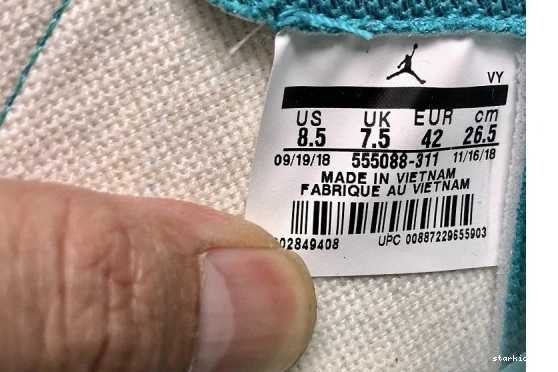 VY
US UK EUR cm
8.5 7.5 42 26.5
09/19/18 555088-311 11/16/18
MADE IN VIETNAM
FABRIQUE AU VIETNAM
02849408 UPC 00887229655903
starkic